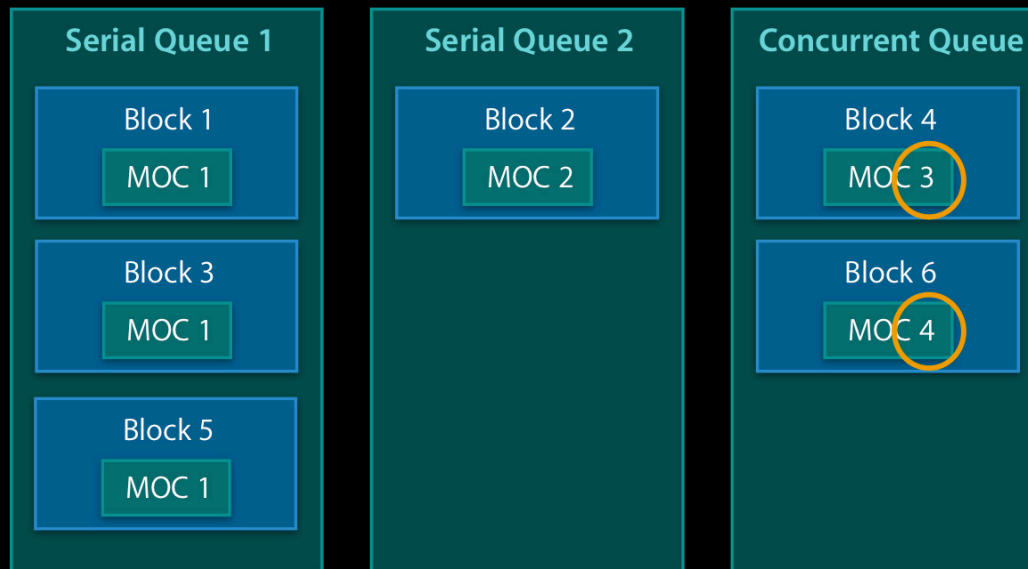 Serial Queue 1
Block 1
MOC 1
Block 3
MOC 1
Block 5
MOC 1
Serial Queue 2
Block 2
MOC 2
Concurrent Queue
Block 4
MOC 3
Block 6
MOC 4